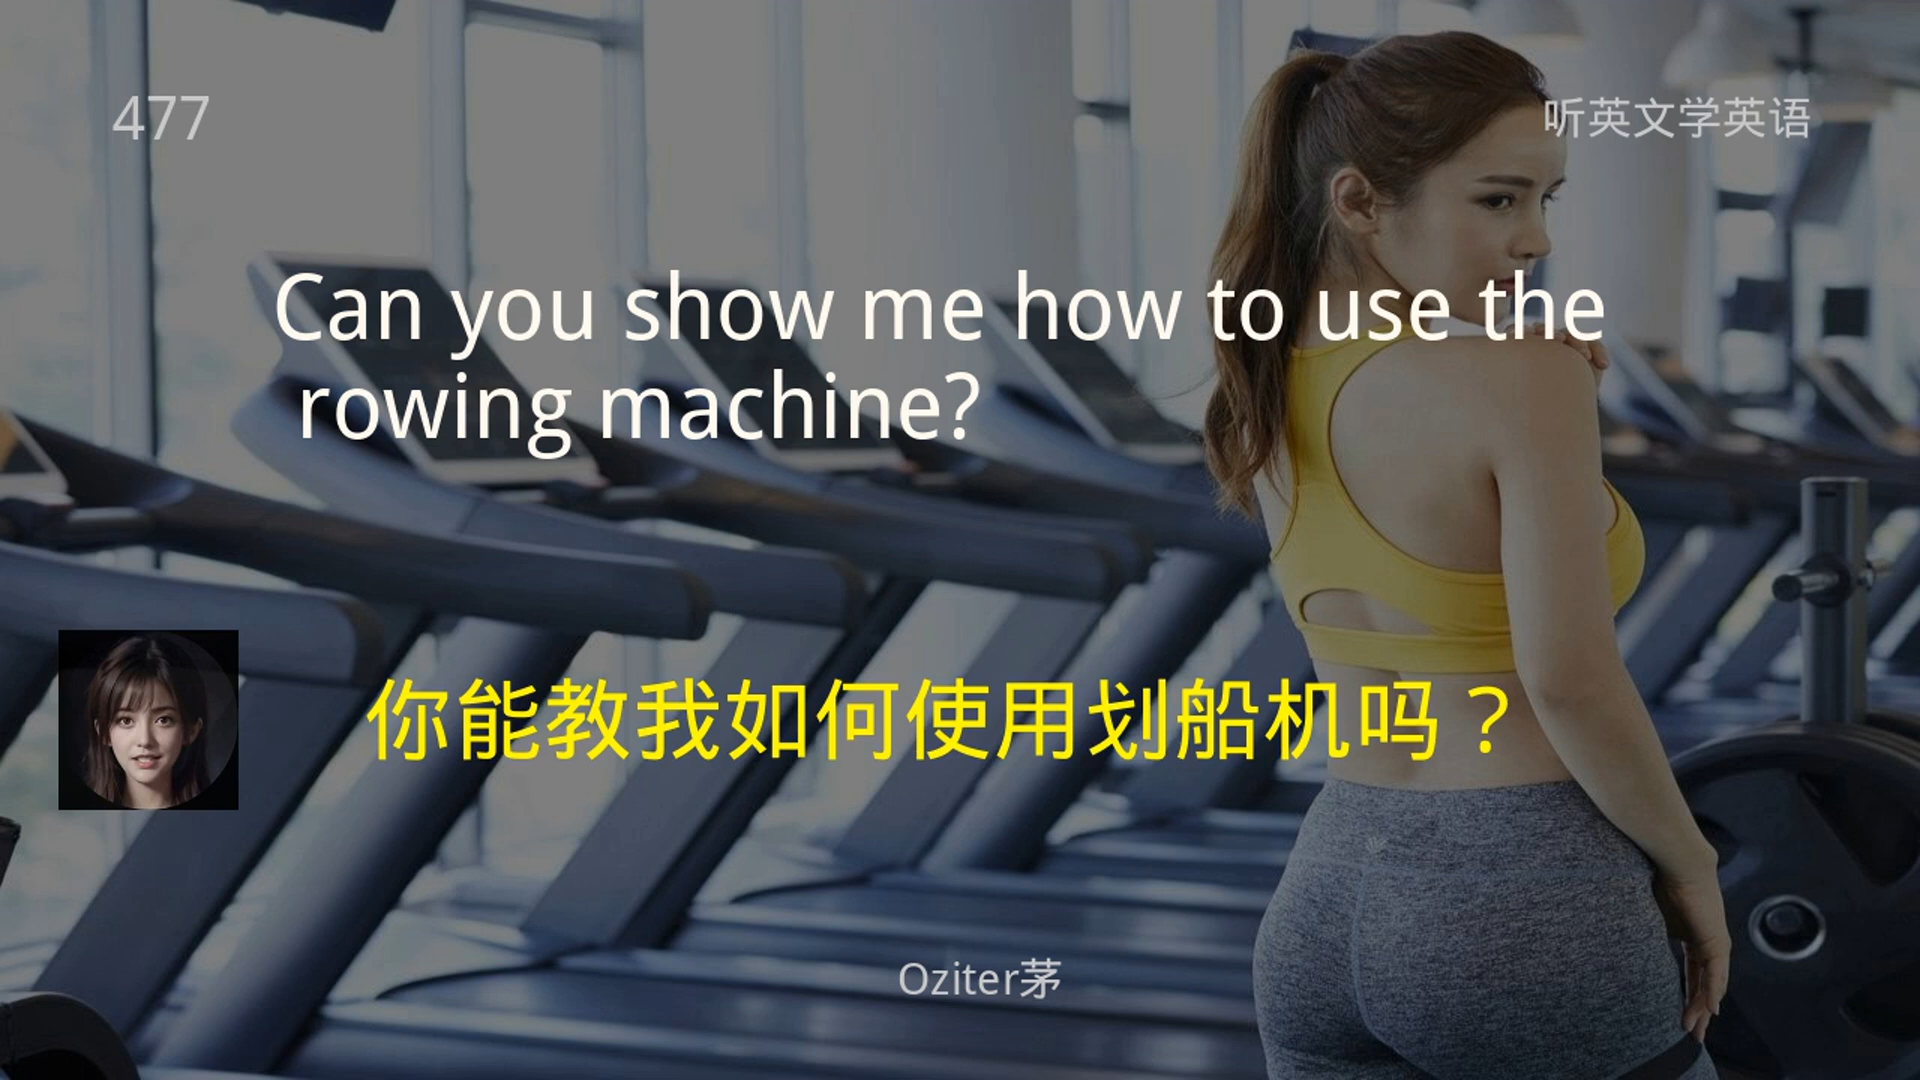 477
听英文学英语
Can you show me how to use the
rowing machine?
你能教我如何使用划船机吗？
Oziter茅